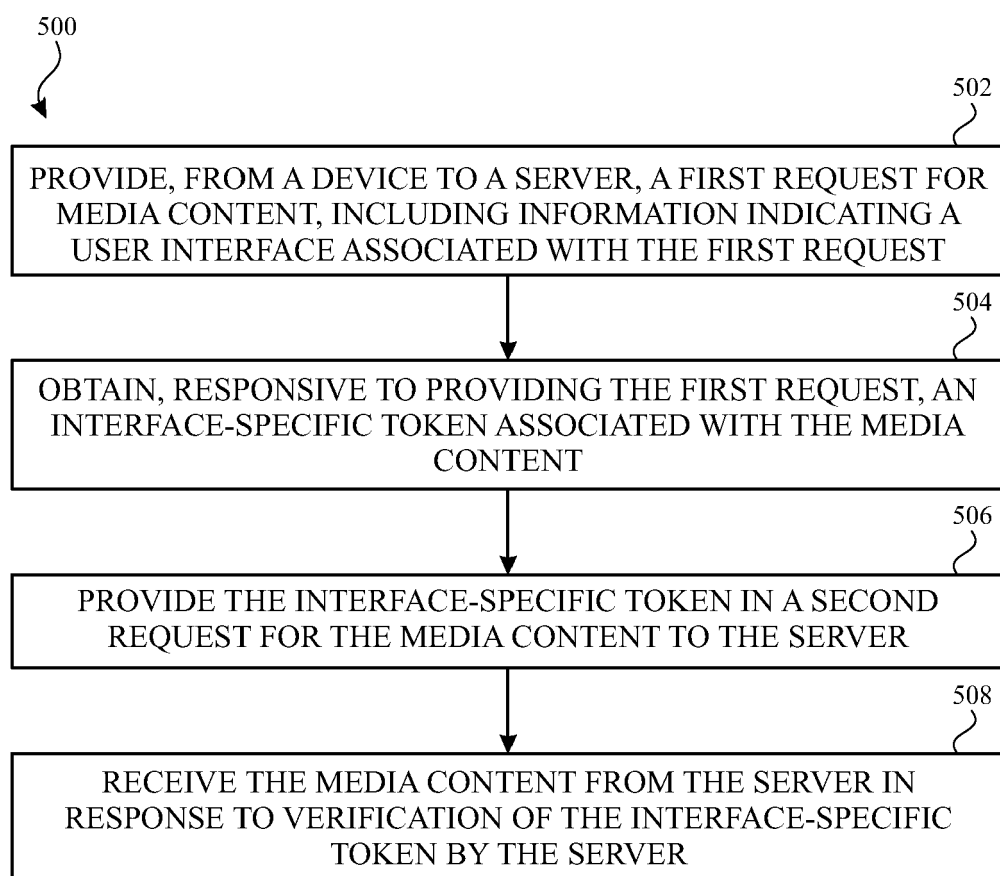 500
502
PROVIDE, FROM A DEVICE TO A SERVER, A FIRST REQUEST FOR
MEDIA CONTENT, INCLUDING INFORMATION INDICATING A
USER INTERFACE ASSOCIATED WITH THE FIRST REQUEST
504
OBTAIN, RESPONSIVE TO PROVIDING THE FIRST REQUEST, AN
INTERFACE-SPECIFIC TOKEN ASSOCIATED WITH THE MEDIA
CONTENT
506
PROVIDE THE INTERFACE-SPECIFIC TOKEN IN A SECOND
REQUEST FOR THE MEDIA CONTENT TO THE SERVER
508
RECEIVE THE MEDIA CONTENT FROM THE SERVER IN
RESPONSE TO VERIFICATION OF THE INTERFACE-SPECIFIC
TOKEN BY THE SERVER